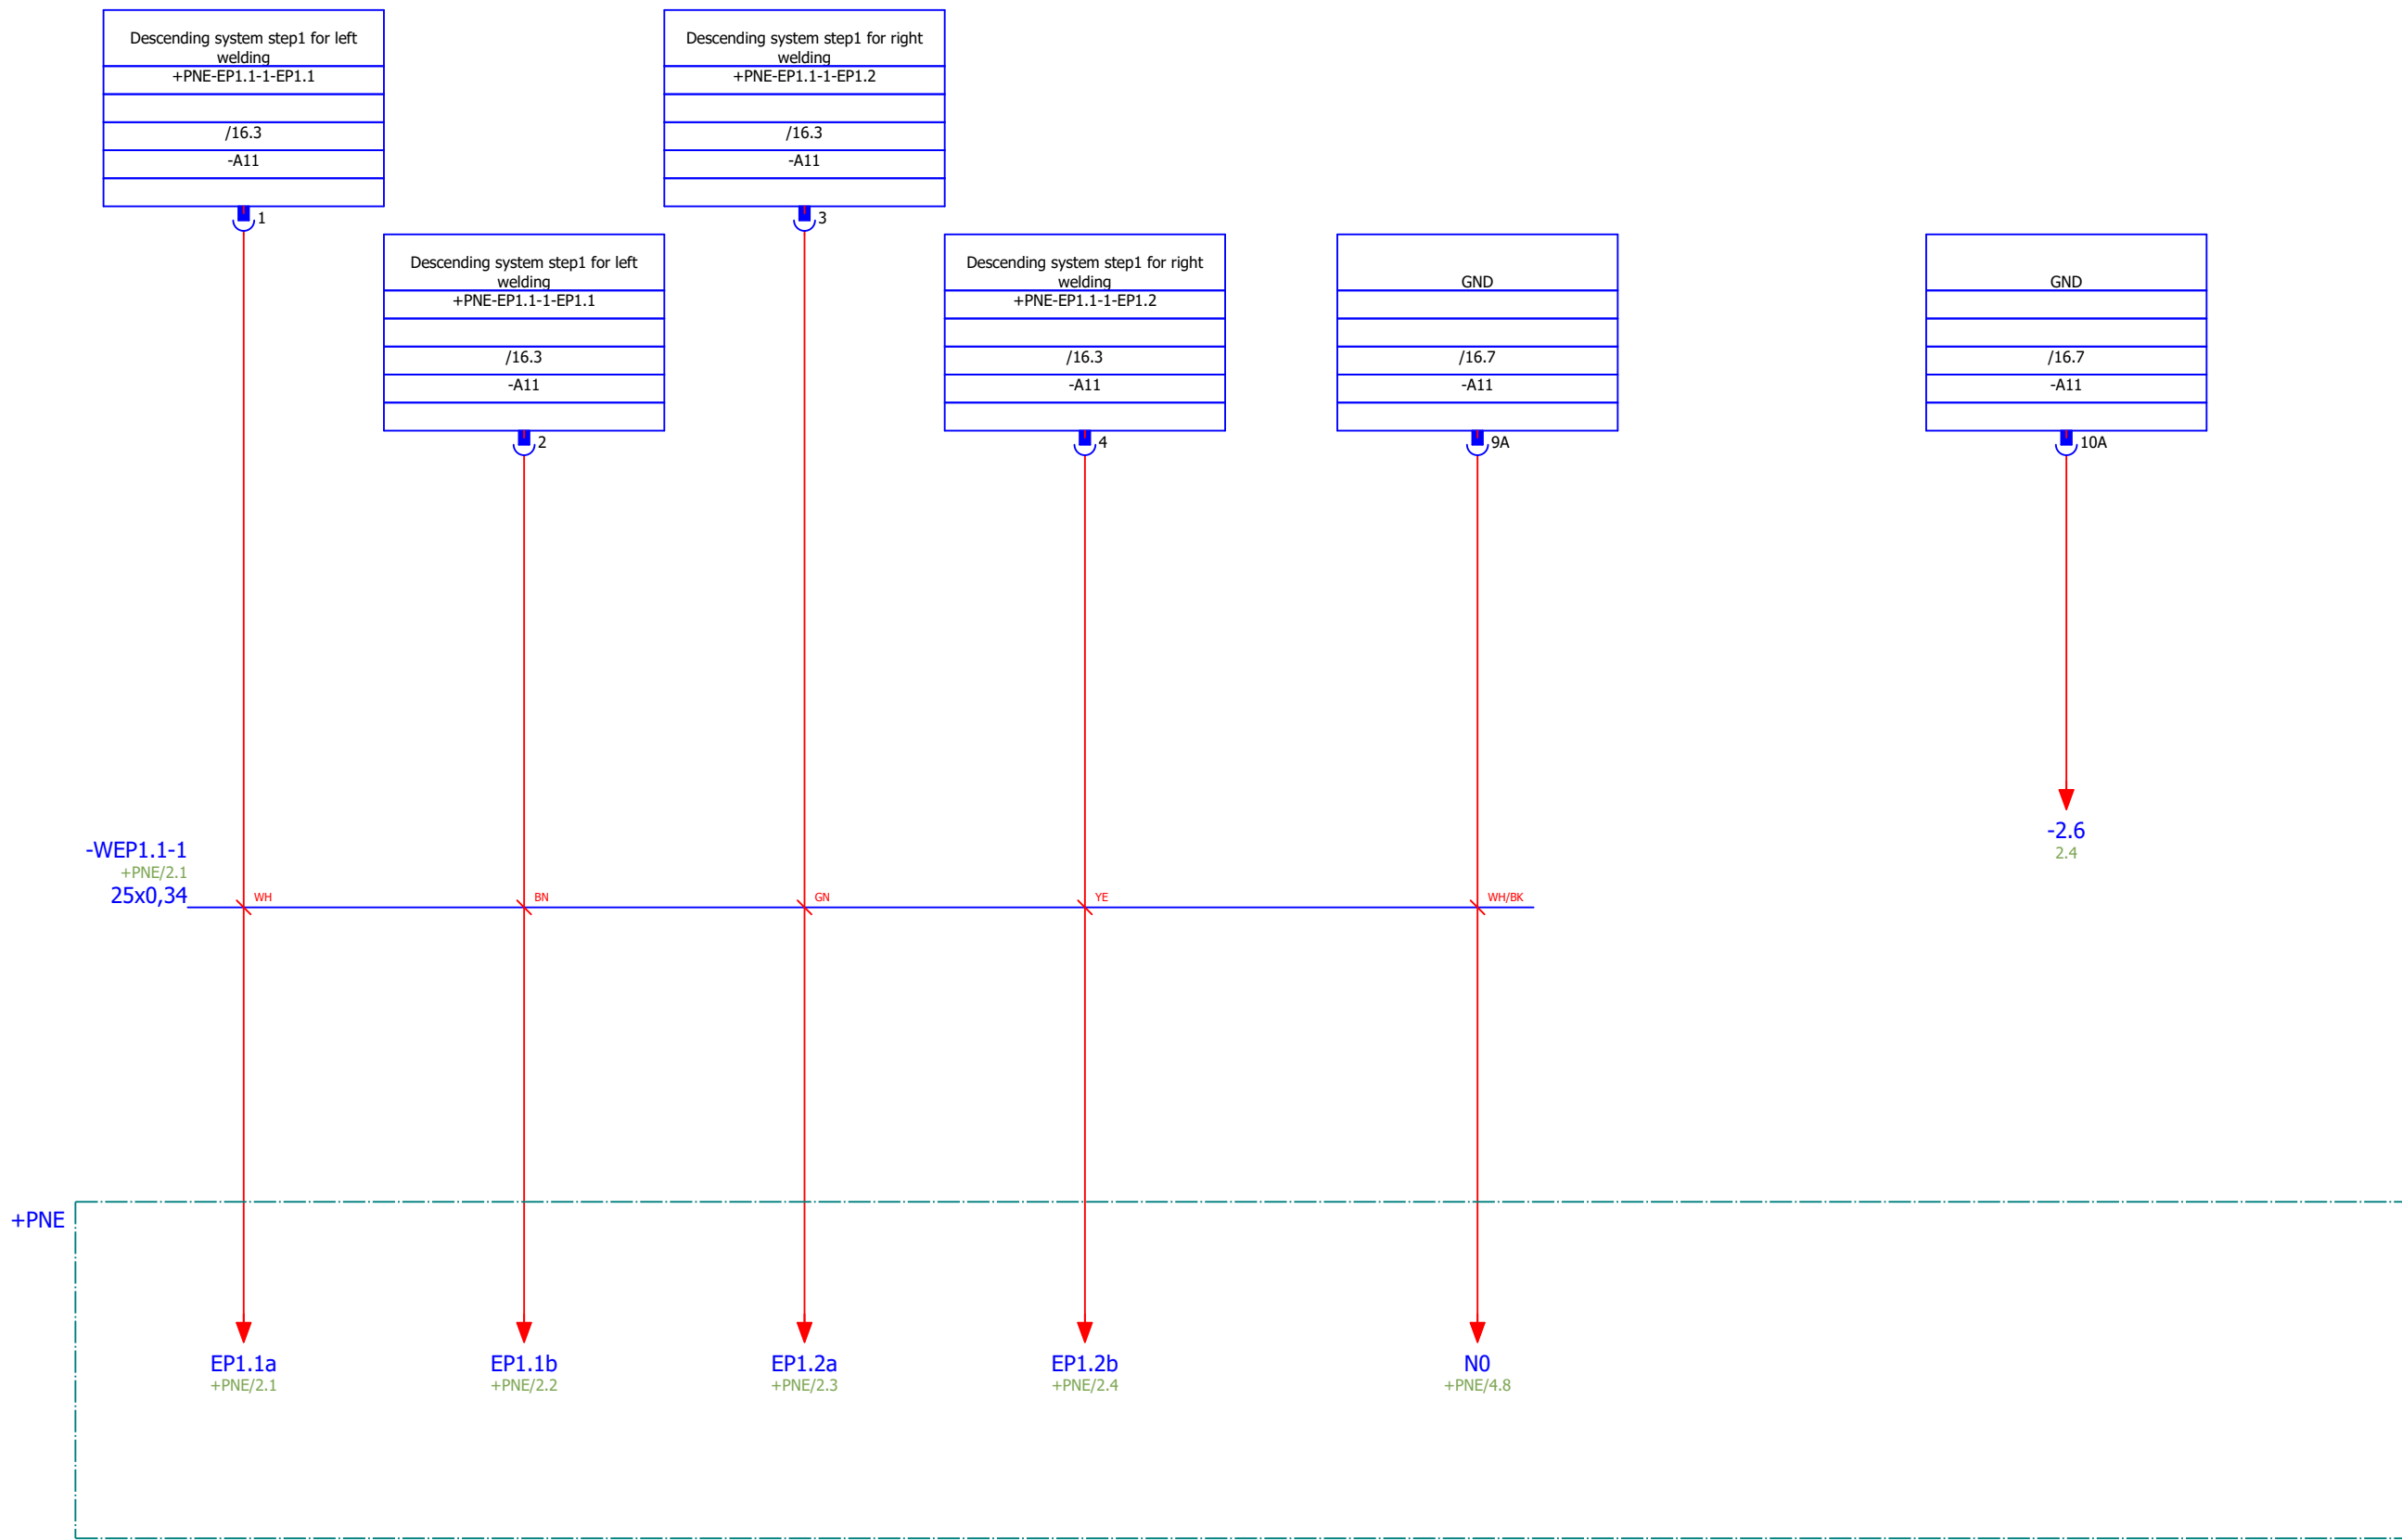 Descending system step1 for left
welding
+PNE-EP1.1-1-EP1.1
/16.3
-A11
1
Descending system step1 for right
welding
+PNE-EP1.1-1-EP1.2
/16.3
-A11
3
Descending system step1 for left
welding
+PNE-EP1.1-1-EP1.1
/16.3
-A11
2
Descending system step1 for right
welding
+PNE-EP1.1-1-EP1.2
/16.3
-A11
4
GND
/16.7
-A11
9A
GND
/16.7
-A11
10A
-2.6
2.4
-WEP1.1-1
+PNE/2.1
25x0,34
WH
BN
GN
YE
WH/BK
+PNE
EP1.1a
+PNE/2.1
EP1.1b
+PNE/2.2
EP1.2a
+PNE/2.3
EP1.2b
+PNE/2.4
N0
+PNE/4.8